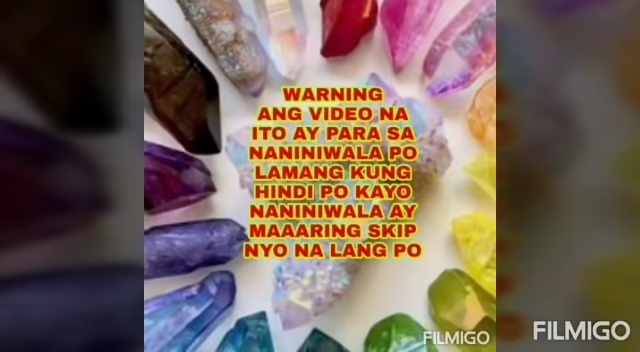 WARNING
ANG VIDEO NA
ITO AY PARA SA
NANINIWALA PO
LAMANG KUNG
HINDI PO KAYO
NANINIWALA AY
MAAARING SKIP
NYO NA LANG PO
FILMIGO
FILMIGO